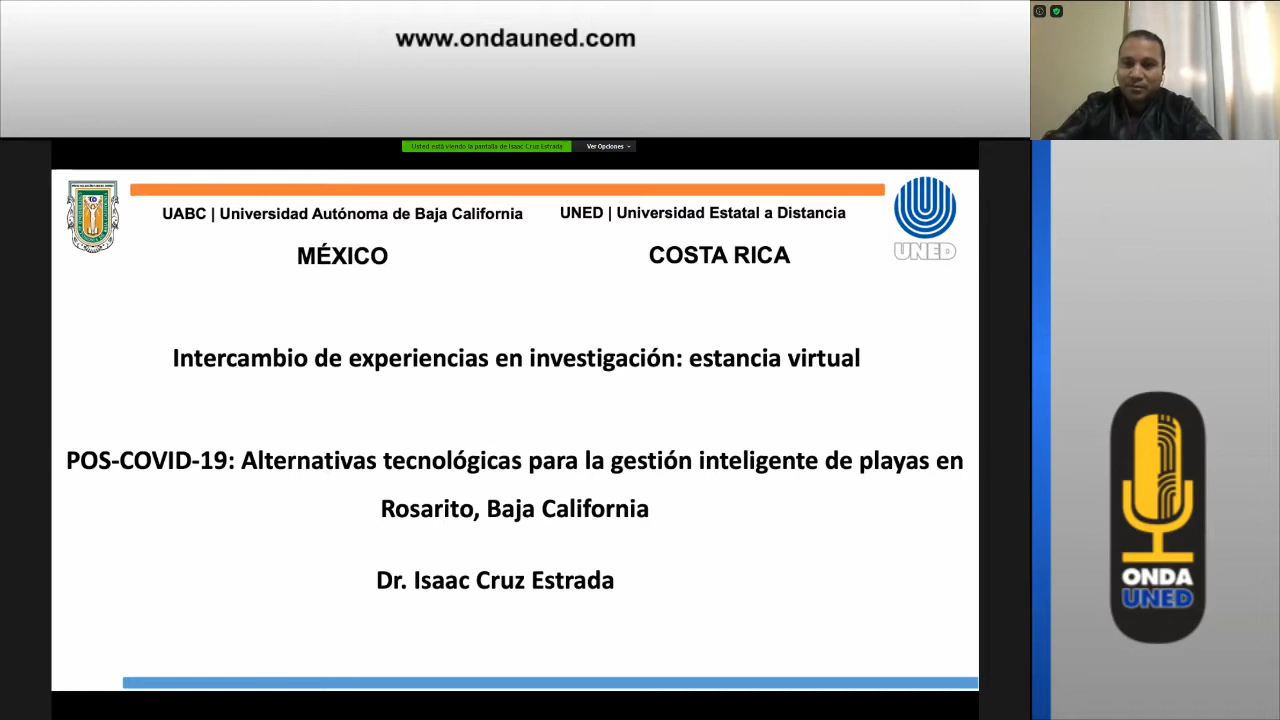 www.ondauned.com
Usted está viendo la pantalla de Isaac Cruz Estrada
Ver Opciones
UABC | Universidad Autónoma de Baja California
UNED | Universidad Estatal a Distancia
MÉXICO
COSTA RICA
UNED
Intercambio de experiencias en investigación: estancia virtual
POS-COVID-19: Alternativas tecnológicas para la gestión inteligente de playas en
Rosarito, Baja California
Dr. Isaac Cruz Estrada
ONDA
UNED